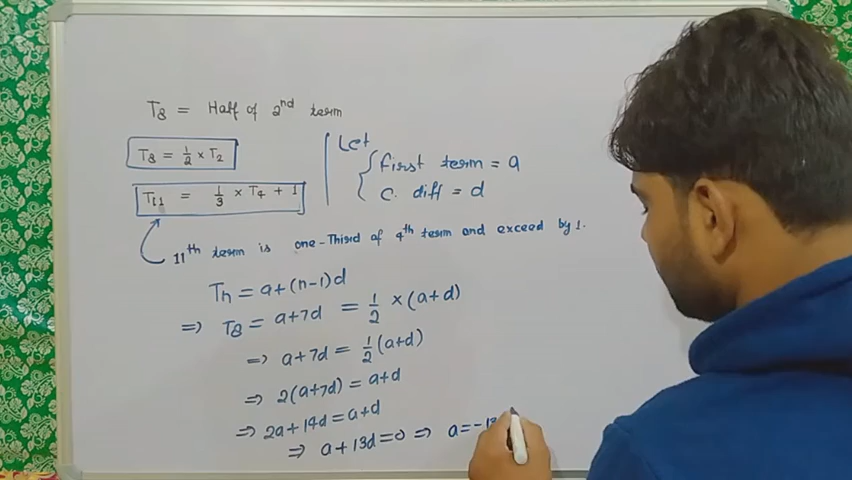 T8 = Half of 2nd term
T8 = 1/2 × T2
T11 = 1/3 × T4 + 1
Let
first term = a
c. diff = d
11th term is one-Third of 4th term and exceed by 1.
Tn = a+(n-1)d
⇒ T8 = a+7d = 1/2 ×(a+d)
⇒ a+7d = 1/2 (a+d)
⇒ 2(a+7d) = a+d
⇒ 2a+14d = a+d
⇒ a+13d=0 ⇒ a=-13